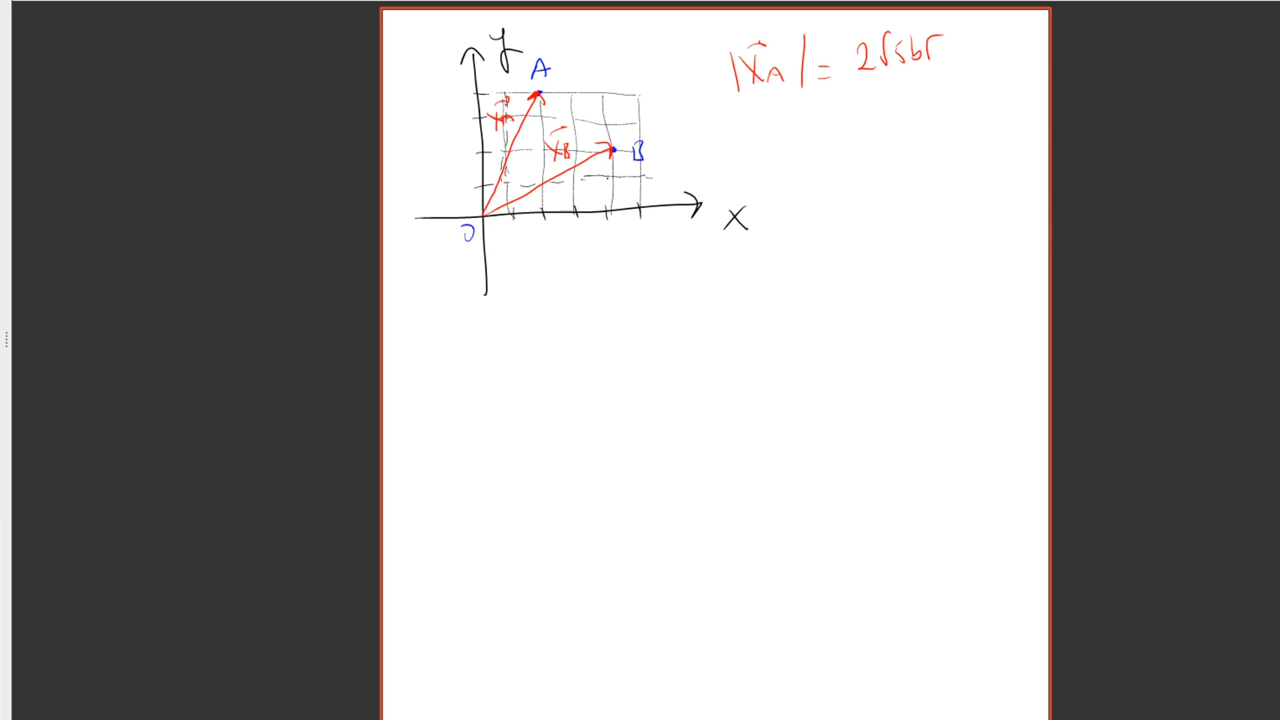 y
A
|X⃗A| = 2√5br
X⃗A
X⃗B
B
O
X